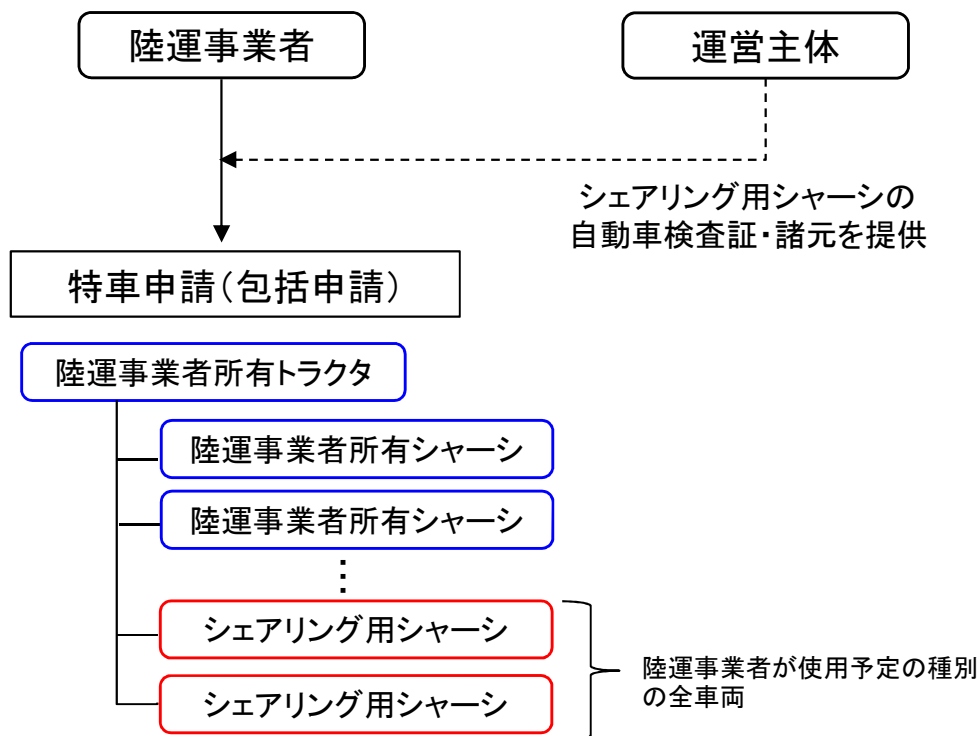 陸運事業者
運営主体
シェアリング用シャーシの
自動車検査証・諸元を提供
特車申請（包括申請）
陸運事業者所有トラクタ
陸運事業者所有シャーシ
陸運事業者所有シャーシ
⋮
シェアリング用シャーシ
シェアリング用シャーシ
陸運事業者が使用予定の種別
の全車両